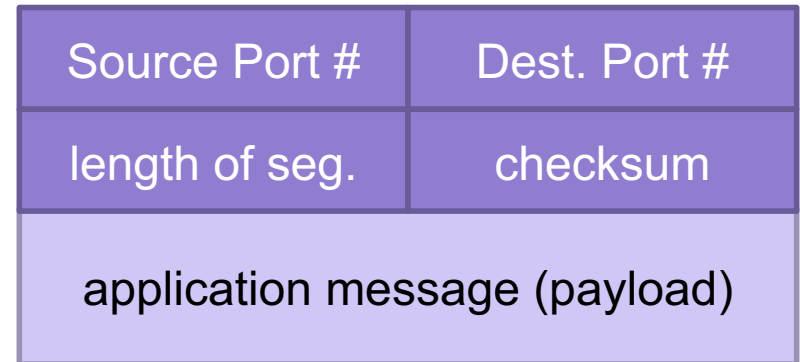 Source Port # Dest. Port #
length of seg. checksum
application message (payload)